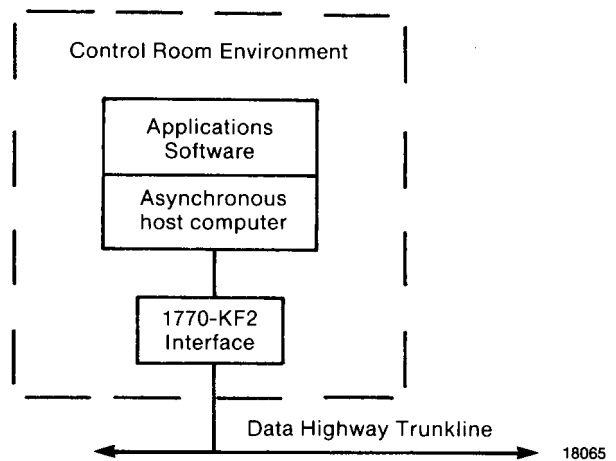 Control Room Environment
Applications
Software
Asynchronous
host computer
1770-KF2
Interface
Data Highway Trunkline
18065